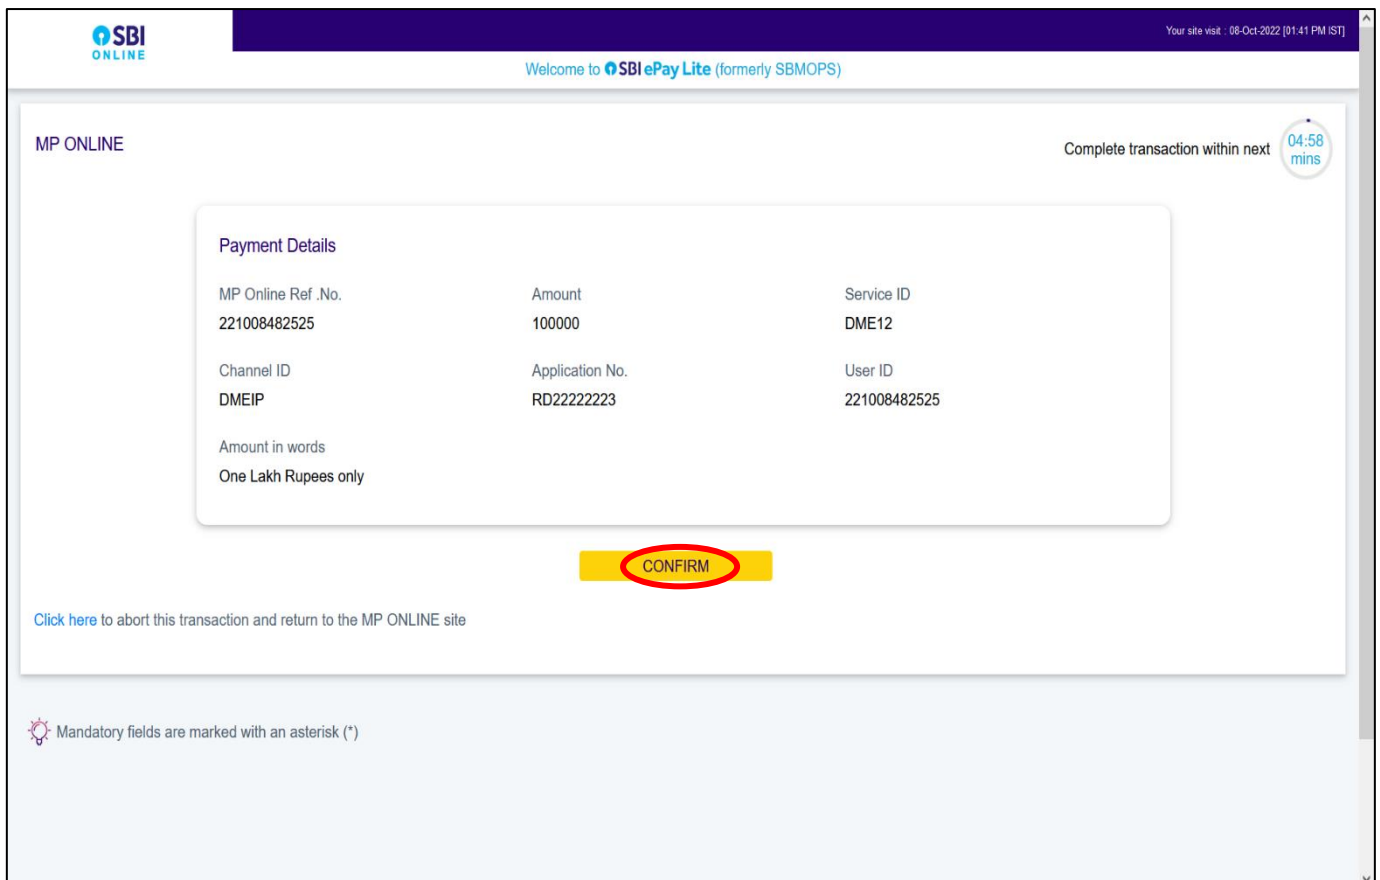 SBI
ONLINE
Your site visit : 08-Oct-2022 [01:41 PM IST]
Welcome to SBI ePay Lite (formerly SBMOPS)
MP ONLINE
Complete transaction within next
04:58
mins
Payment Details
MP Online Ref .No.
Amount
Service ID
221008482525
100000
DME12
Channel ID
Application No.
User ID
DMEIP
RD22222223
221008482525
Amount in words
One Lakh Rupees only
CONFIRM
Click here to abort this transaction and return to the MP ONLINE site
Mandatory fields are marked with an asterisk (*)